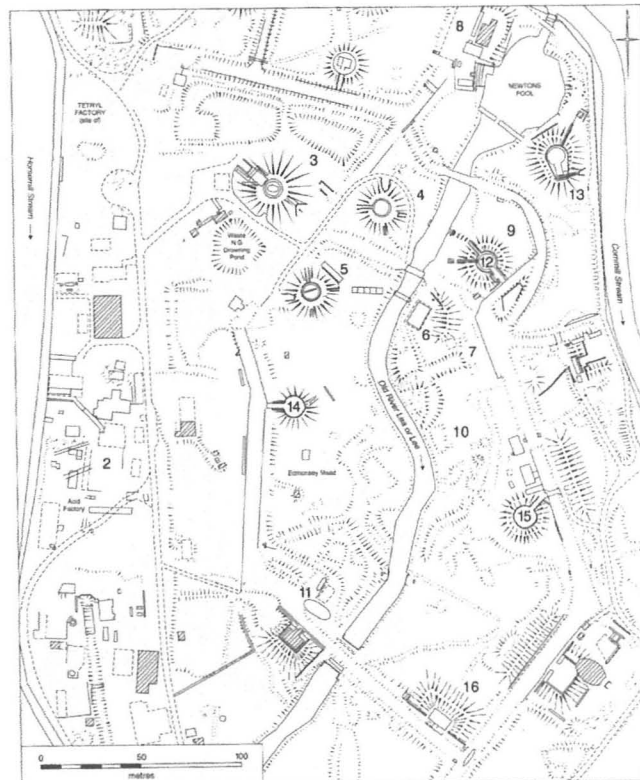 8
NEWTONS
POOL
TETRYL
FACTORY
(site of)
Horsemill Stream
3
4
13
9
12
Waste
N.G.
Drowning
Pond
5
6
7
Cornmill Stream
14
Old River Lea or Lee
10
2
Edmonsey Mead
Acid
Factory
15
11
16
0 50 100
metres